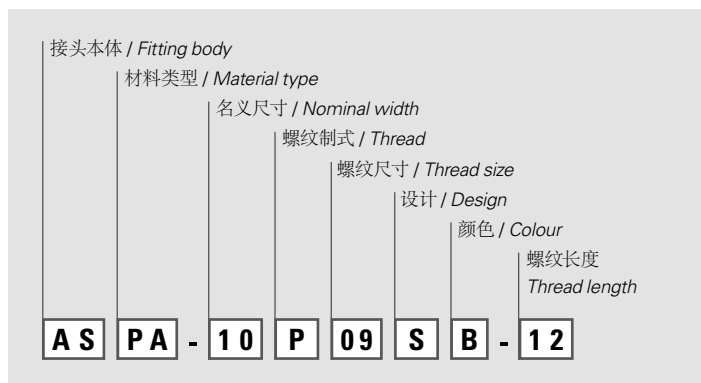 接头本体 / Fitting body
材料类型 / Material type
名义尺寸 / Nominal width
螺纹制式 / Thread
螺纹尺寸 / Thread size
设计 / Design
颜色 / Colour
螺纹长度
Thread length
AS PA - 10 P 09 S B - 12